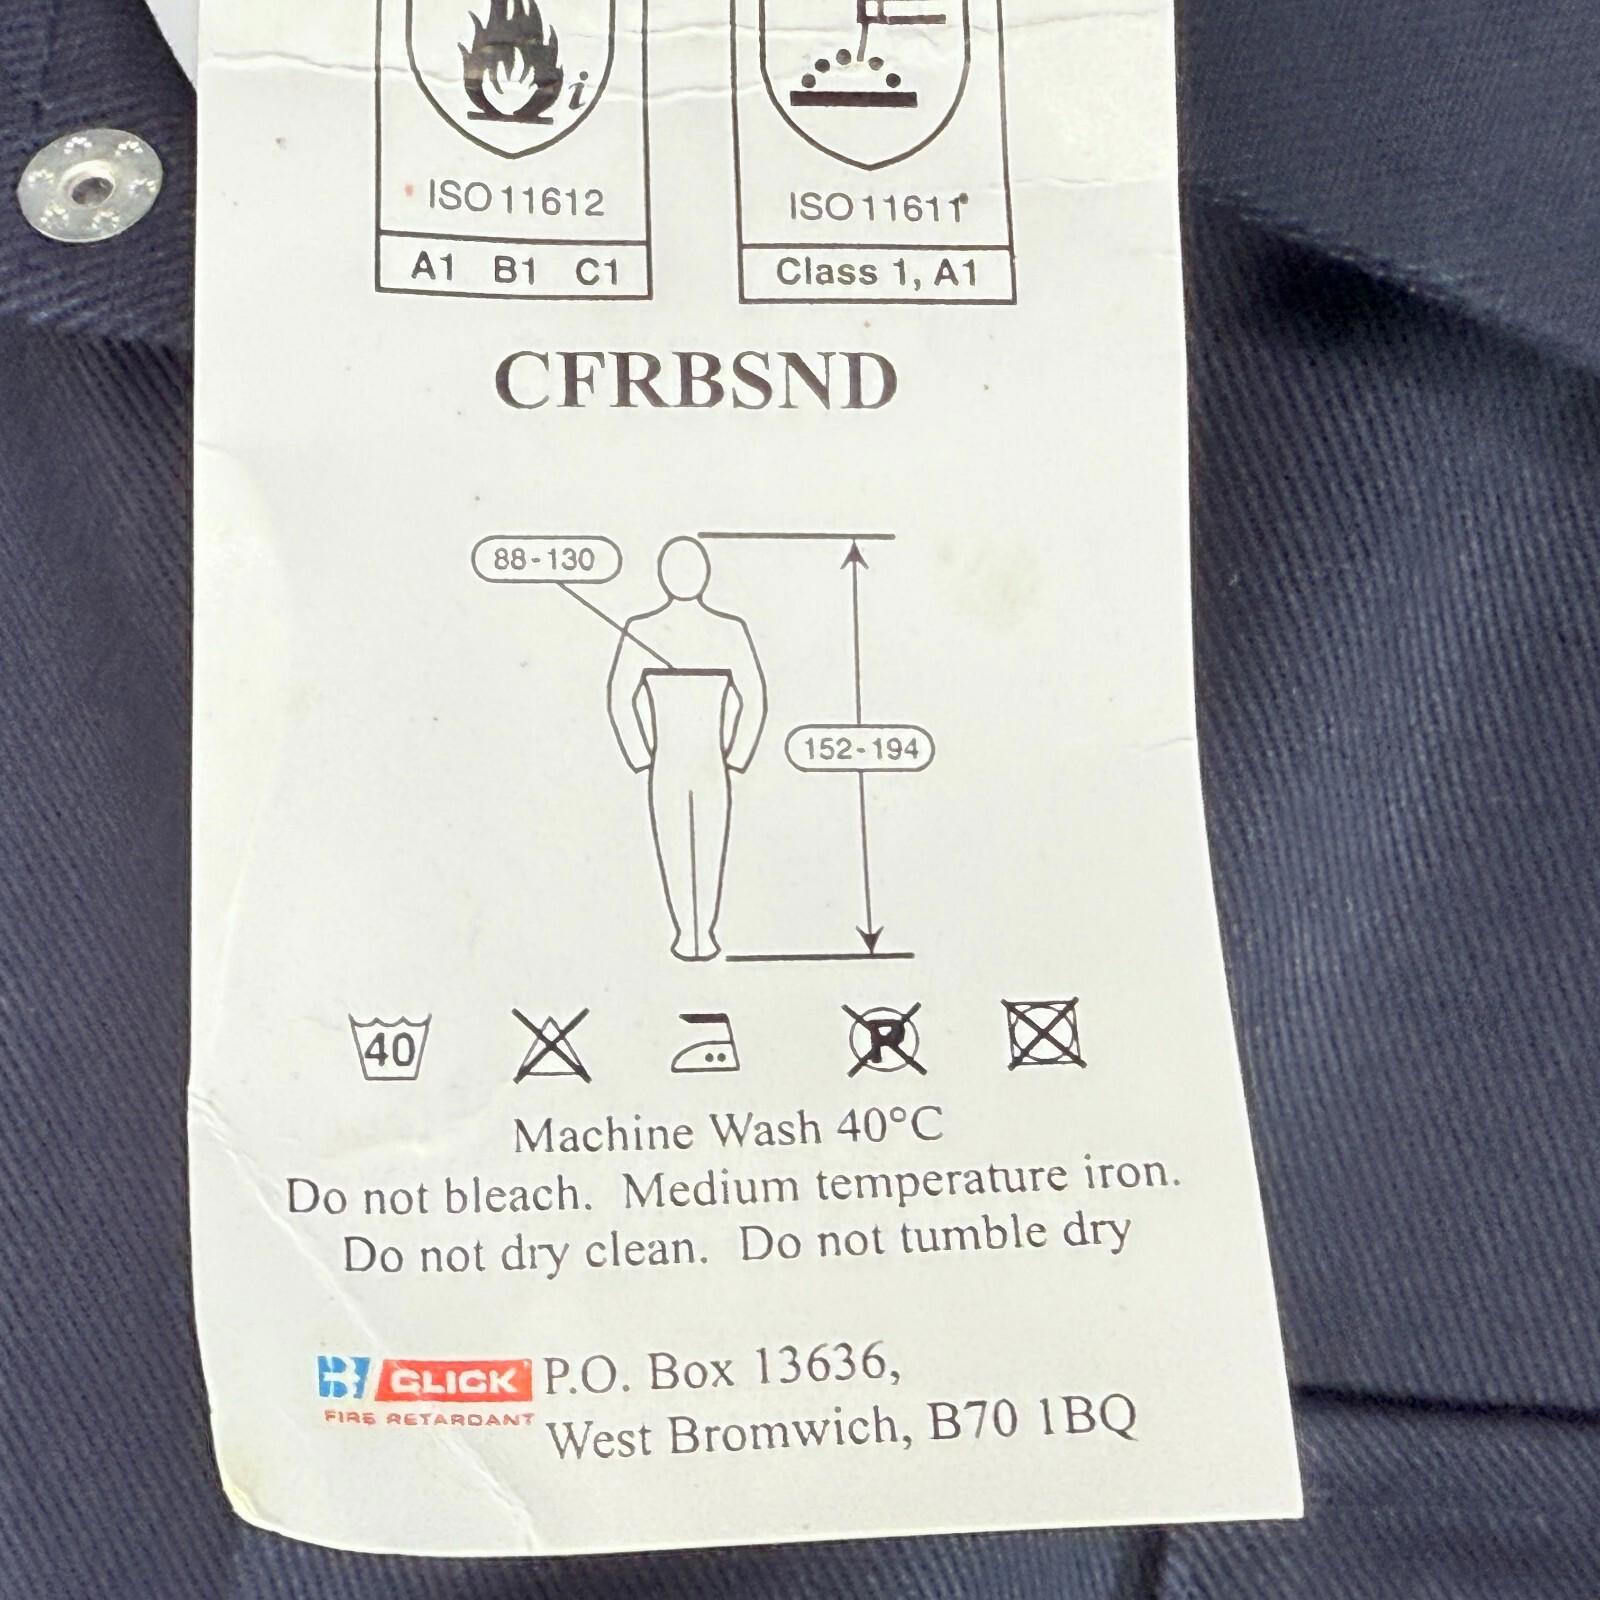 i
ISO 11612
ISO 11611
A1 B1 C1
Class 1, A1
CFRBSND
88-130
152-194
40
P
Machine Wash 40°C
Do not bleach. Medium temperature iron.
Do not dry clean. Do not tumble dry
B CLICK
FIRE RETARDANT
P.O. Box 13636,
West Bromwich, B70 1BQ